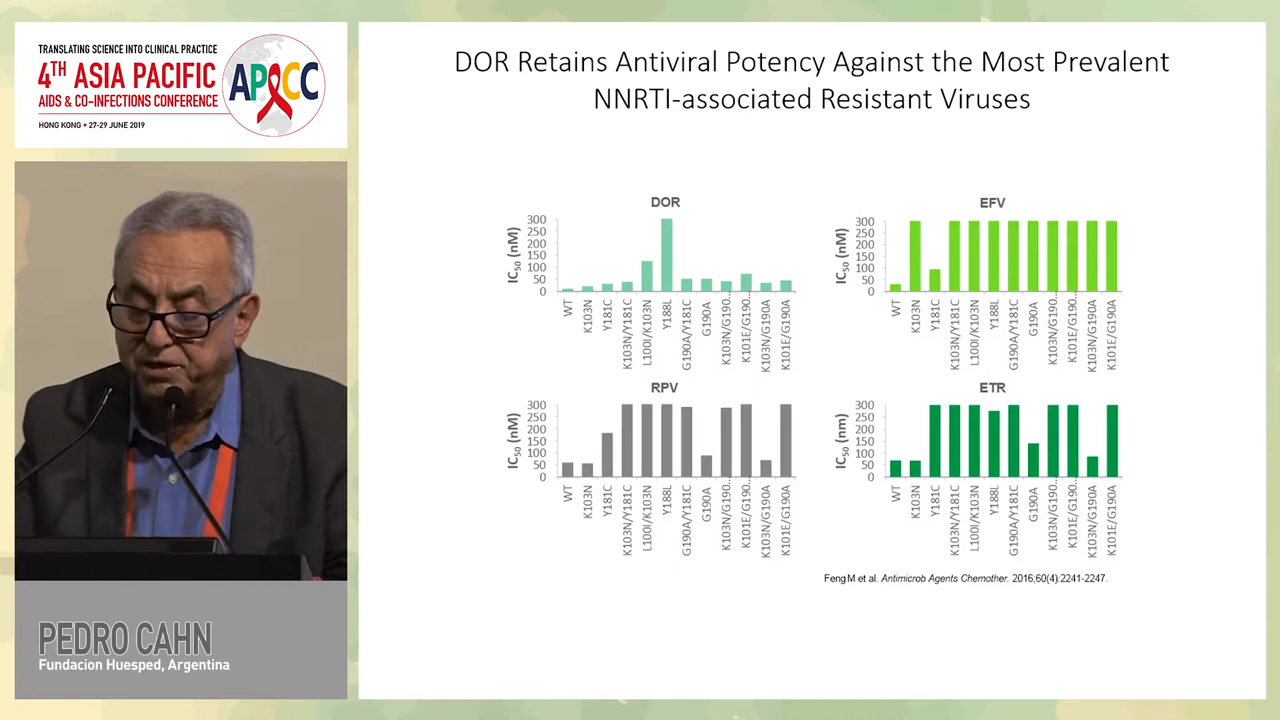 TRANSLATING SCIENCE INTO CLINICAL PRACTICE
4TH ASIA PACIFIC
AIDS & CO-INFECTIONS CONFERENCE
HONG KONG • 27-29 JUNE 2019
APACC
DOR Retains Antiviral Potency Against the Most Prevalent
NNRTI-associated Resistant Viruses
DOR
IC50 (nM)
300
250
200
150
100
50
0
WT
K103N
Y181C
K103N/Y181C
L100I/K103N
Y188L
G190A/Y181C
G190A
K103N/G190…
K101E/G190…
K103N/G190A
K101E/G190A
EFV
IC50 (nM)
300
250
200
150
100
50
0
WT
K103N
Y181C
K103N/Y181C
L100I/K103N
Y188L
G190A/Y181C
G190A
K103N/G190…
K101E/G190…
K103N/G190A
K101E/G190A
RPV
IC50 (nM)
300
250
200
150
100
50
0
WT
K103N
Y181C
K103N/Y181C
L100I/K103N
Y188L
G190A/Y181C
G190A
K103N/G190…
K101E/G190…
K103N/G190A
K101E/G190A
ETR
IC50 (nm)
300
250
200
150
100
50
0
WT
K103N
Y181C
K103N/Y181C
L100I/K103N
Y188L
G190A/Y181C
G190A
K103N/G190…
K101E/G190…
K103N/G190A
K101E/G190A
Feng M et al. Antimicrob Agents Chemother. 2016;60(4):2241-2247.
PEDRO CAHN
Fundacion Huesped, Argentina